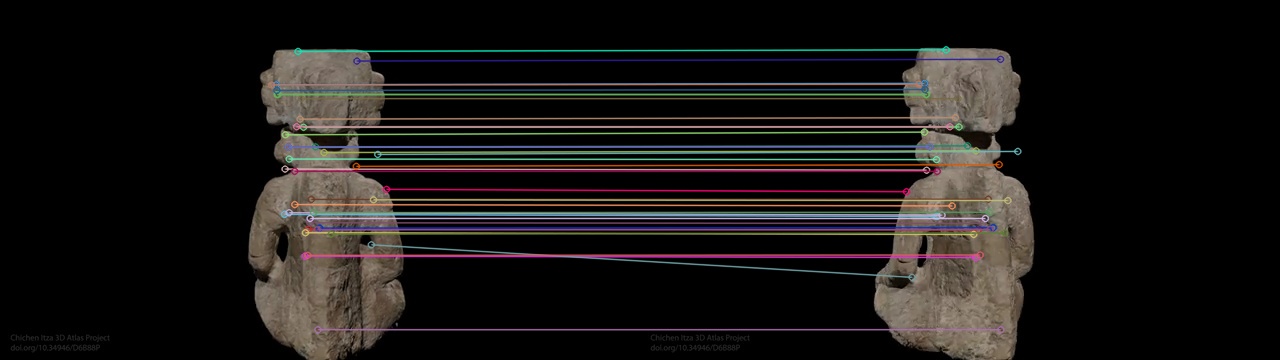 Chichen Itza 3D Atlas Project
doi.org/10.34946/D6B88P
Chichen Itza 3D Atlas Project
doi.org/10.34946/D6B88P